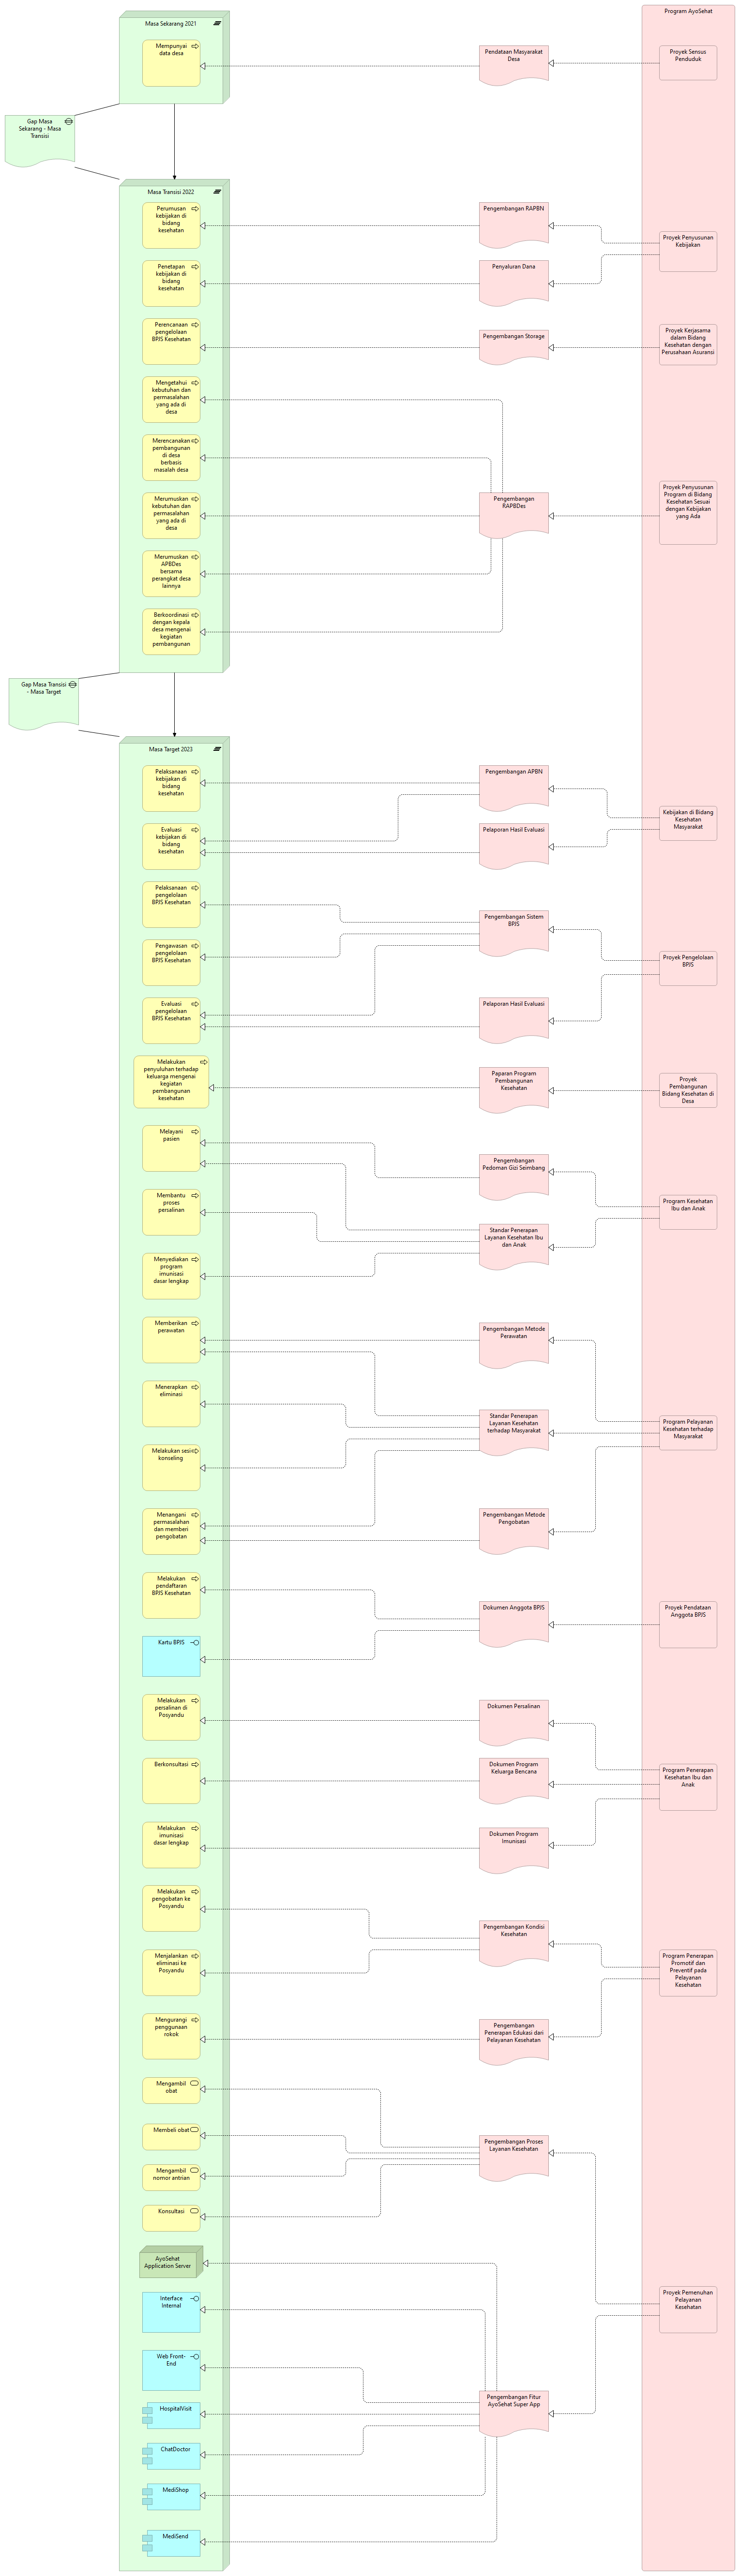 Program AyoSehat
Masa Sekarang 2021
Mempunyai
data desa
Pendataan Masyarakat
Desa
Proyek Sensus
Penduduk
Gap Masa
Sekarang - Masa
Transisi
Masa Transisi 2022
Perumusan
kebijakan di
bidang
kesehatan
Pengembangan RAPBN
Proyek Penyusunan
Kebijakan
Penetapan
kebijakan di
bidang
kesehatan
Penyaluran Dana
Perencanaan
pengelolaan
BPJS Kesehatan
Pengembangan Storage
Proyek Kerjasama
dalam Bidang
Kesehatan dengan
Perusahaan Asuransi
Mengetahui
kebutuhan dan
permasalahan
yang ada di
desa
Merencanakan
pembangunan
di desa
berbasis
masalah desa
Merumuskan
kebutuhan dan
permasalahan
yang ada di
desa
Pengembangan
RAPBDes
Proyek Penyusunan
Program di Bidang
Kesehatan Sesuai
dengan Kebijakan
yang Ada
Merumuskan
APBDes
bersama
perangkat desa
lainnya
Berkoordinasi
dengan kepala
desa mengenai
kegiatan
pembangunan
Gap Masa Transisi
- Masa Target
Masa Target 2023
Pelaksanaan
kebijakan di
bidang
kesehatan
Pengembangan APBN
Kebijakan di Bidang
Kesehatan
Masyarakat
Evaluasi
kebijakan di
bidang
kesehatan
Pelaporan Hasil Evaluasi
Pelaksanaan
pengelolaan
BPJS Kesehatan
Pengembangan Sistem
BPJS
Pengawasan
pengelolaan
BPJS Kesehatan
Proyek Pengelolaan
BPJS
Evaluasi
pengelolaan
BPJS Kesehatan
Pelaporan Hasil Evaluasi
Melakukan
penyuluhan terhadap
keluarga mengenai
kegiatan
pembangunan
kesehatan
Paparan Program
Pembangunan
Kesehatan
Proyek
Pembangunan
Bidang Kesehatan di
Desa
Melayani
pasien
Pengembangan
Pedoman Gizi Seimbang
Membantu
proses
persalinan
Program Kesehatan
Ibu dan Anak
Standar Penerapan
Layanan Kesehatan Ibu
dan Anak
Menyediakan
program
imunisasi
dasar lengkap
Memberikan
perawatan
Pengembangan Metode
Perawatan
Menerapkan
eliminasi
Standar Penerapan
Layanan Kesehatan
terhadap Masyarakat
Program Pelayanan
Kesehatan terhadap
Masyarakat
Melakukan sesi
konseling
Menangani
permasalahan
dan memberi
pengobatan
Pengembangan Metode
Pengobatan
Melakukan
pendaftaran
BPJS Kesehatan
Dokumen Anggota BPJS
Proyek Pendataan
Anggota BPJS
Kartu BPJS
Melakukan
persalinan di
Posyandu
Dokumen Persalinan
Berkonsultasi
Dokumen Program
Keluarga Bencana
Program Penerapan
Kesehatan Ibu dan
Anak
Melakukan
imunisasi
dasar lengkap
Dokumen Program
Imunisasi
Melakukan
pengobatan ke
Posyandu
Pengembangan Kondisi
Kesehatan
Menjalankan
eliminasi ke
Posyandu
Program Penerapan
Promotif dan
Preventif pada
Pelayanan
Kesehatan
Mengurangi
penggunaan
rokok
Pengembangan
Penerapan Edukasi dari
Pelayanan Kesehatan
Mengambil
obat
Membeli obat
Pengembangan Proses
Layanan Kesehatan
Mengambil
nomor antrian
Konsultasi
AyoSehat
Application Server
Proyek Pemenuhan
Pelayanan
Kesehatan
Interface
Internal
Web Front-
End
Pengembangan Fitur
AyoSehat Super App
HospitalVisit
ChatDoctor
MediShop
MediSend